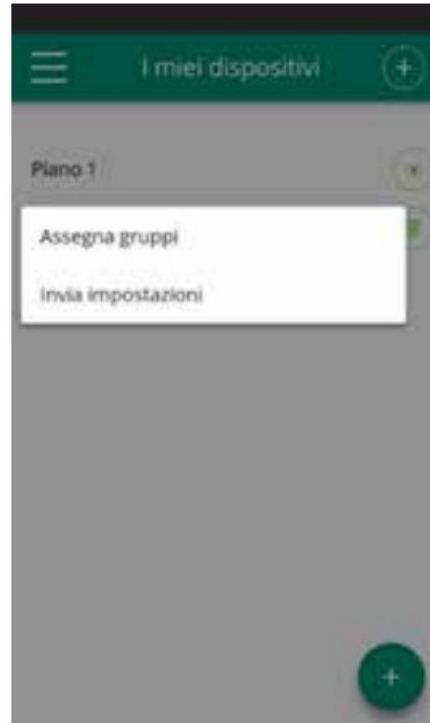 I miei dispositivi
Piano 1
Assegna gruppi
Invia impostazioni